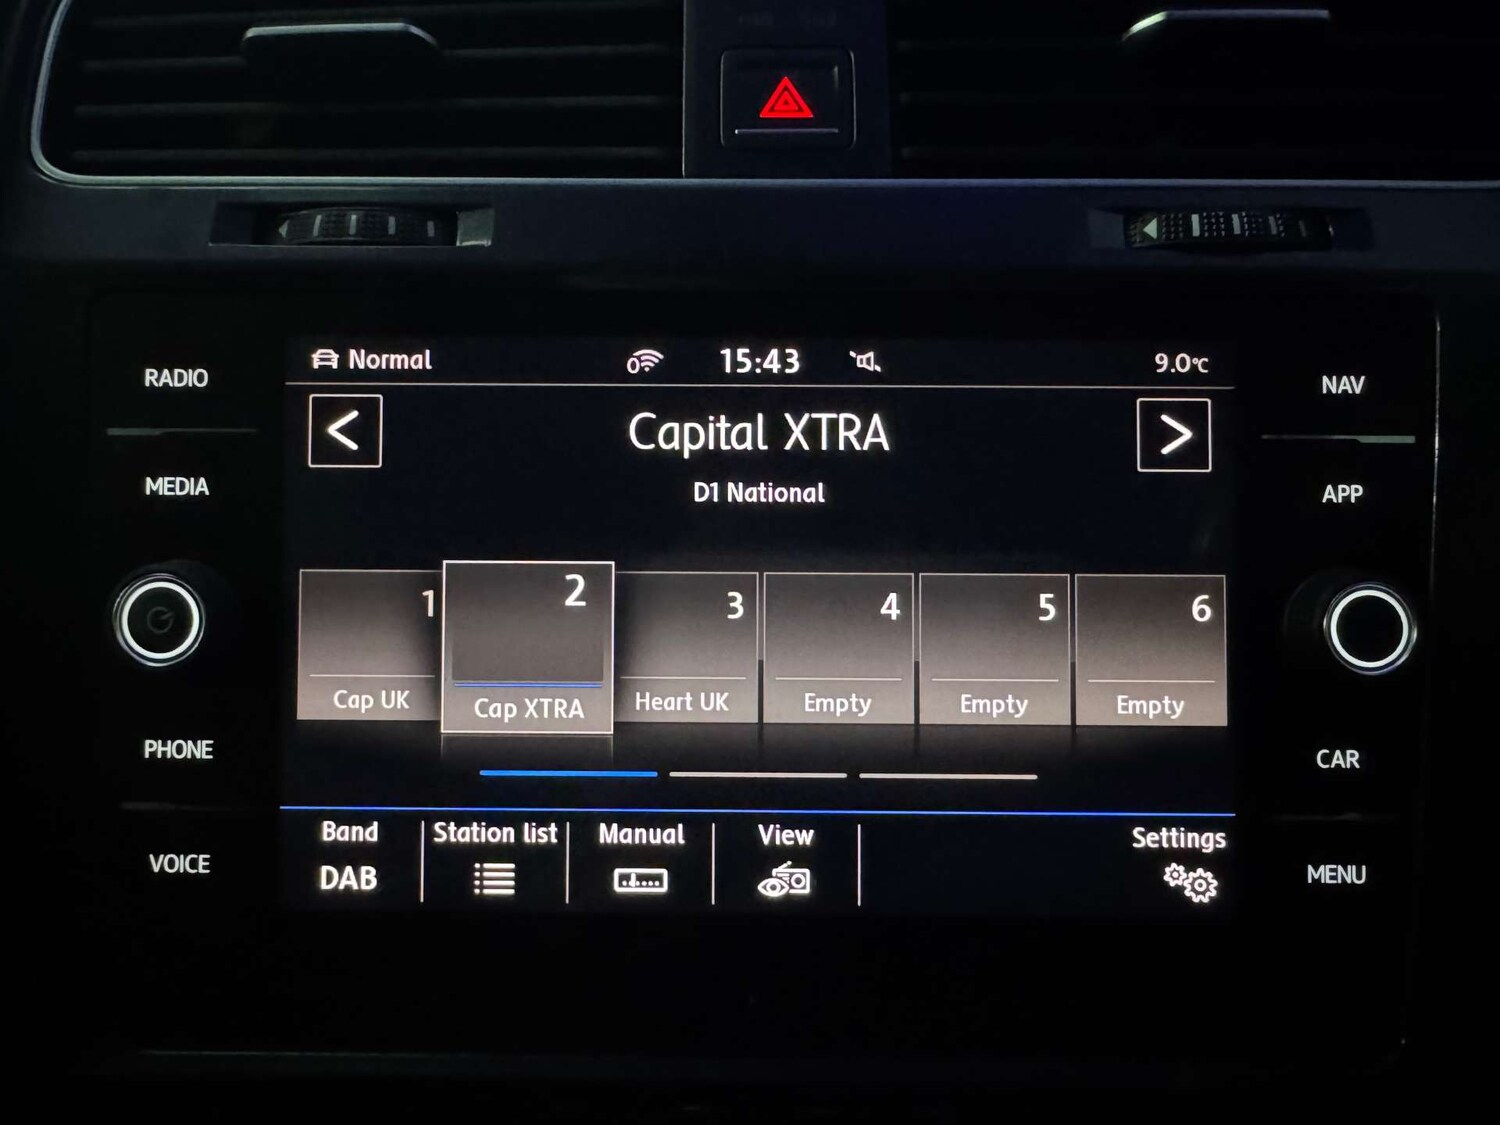 RADIO
MEDIA
PHONE
VOICE
Normal 15:43 9.0°C
Capital XTRA
D1 National
1 2 3 4 5 6
Cap UK Cap XTRA Heart UK Empty Empty Empty
Band Station list Manual View Settings
DAB
NAV
APP
CAR
MENU